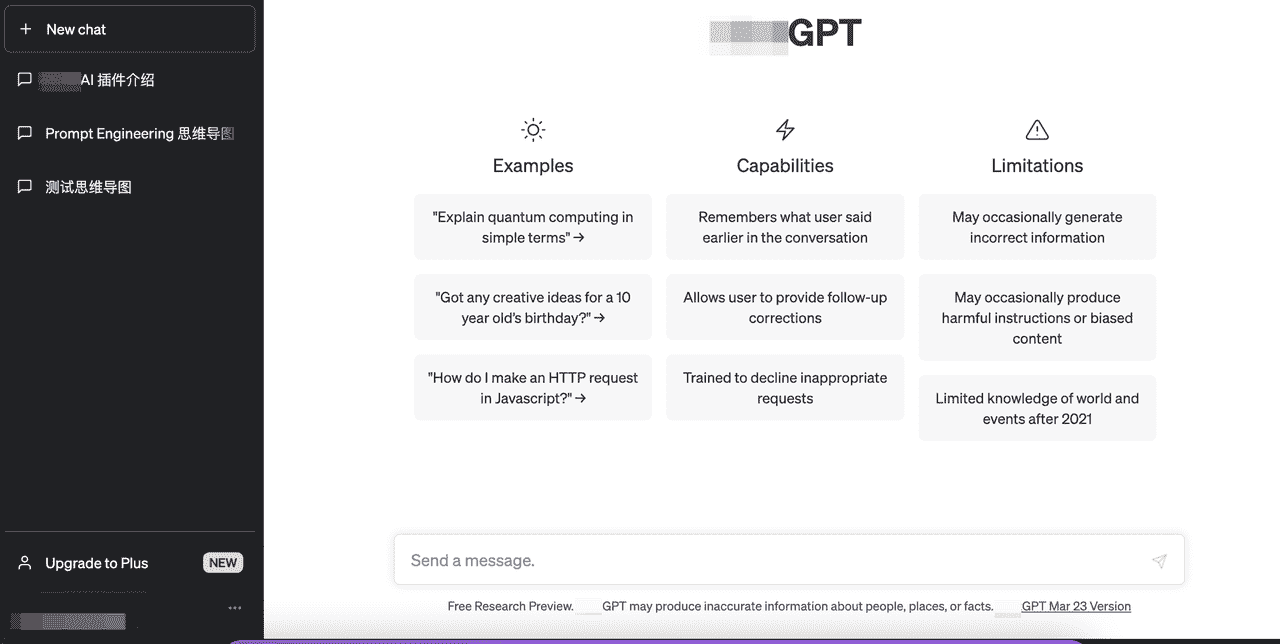 New chat
AI 插件介绍
Prompt Engineering 思维导图
测试思维导图
Upgrade to Plus
NEW
GPT
Examples
"Explain quantum computing in
simple terms" →
"Got any creative ideas for a 10
year old's birthday?" →
"How do I make an HTTP request
in Javascript?" →
Capabilities
Remembers what user said
earlier in the conversation
Allows user to provide follow-up
corrections
Trained to decline inappropriate
requests
Limitations
May occasionally generate
incorrect information
May occasionally produce
harmful instructions or biased
content
Limited knowledge of world and
events after 2021
Send a message.
Free Research Preview. GPT may produce inaccurate information about people, places, or facts. GPT Mar 23 Version